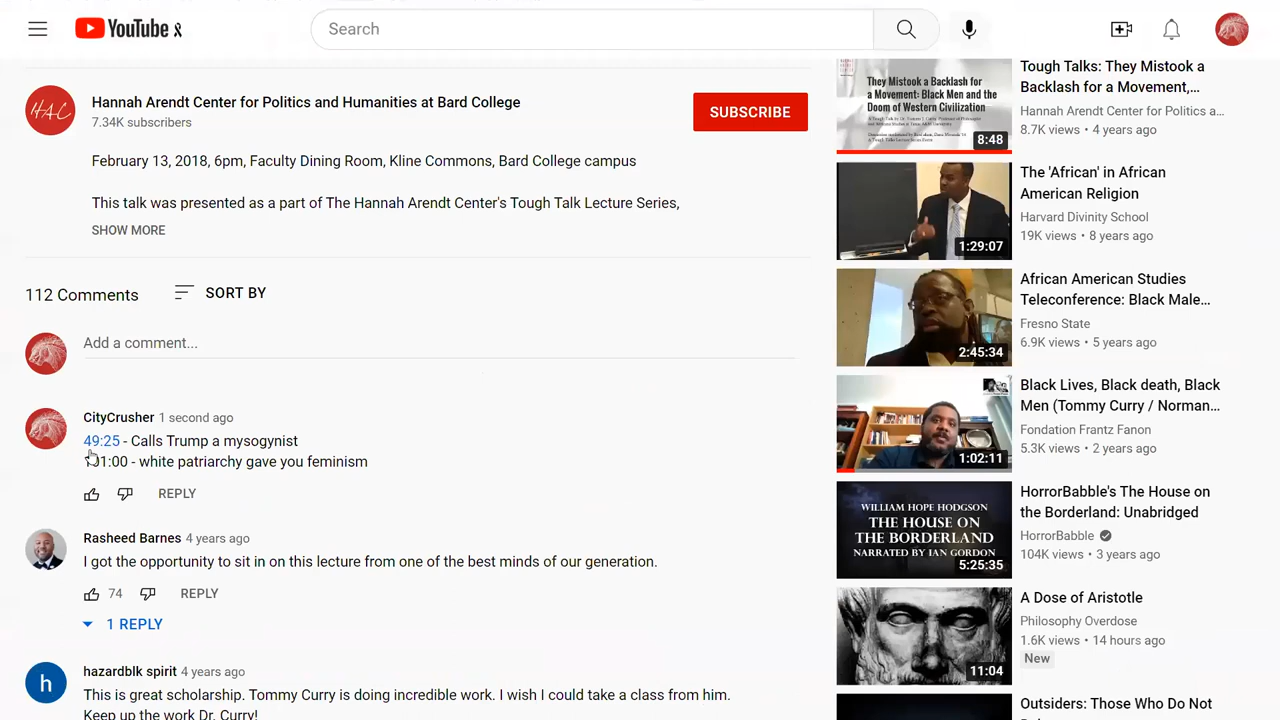 YouTube
Search
HAC
Hannah Arendt Center for Politics and Humanities at Bard College
7.34K subscribers
SUBSCRIBE
February 13, 2018, 6pm, Faculty Dining Room, Kline Commons, Bard College campus
This talk was presented as a part of The Hannah Arendt Center's Tough Talk Lecture Series,
SHOW MORE
112 Comments
SORT BY
Add a comment...
CityCrusher 1 second ago
49:25 - Calls Trump a mysogynist
1:00 - white patriarchy gave you feminism
REPLY
Rasheed Barnes 4 years ago
I got the opportunity to sit in on this lecture from one of the best minds of our generation.
74
REPLY
1 REPLY
h
hazardblk spirit 4 years ago
This is great scholarship. Tommy Curry is doing incredible work. I wish I could take a class from him.
Keep up the work Dr. Curry!
They Mistook a Backlash for
a Movement: Black Men and the
Doom of Western Civilization
8:48
Tough Talks: They Mistook a
Backlash for a Movement,...
Hannah Arendt Center for Politics a...
8.7K views • 4 years ago
1:29:07
The 'African' in African
American Religion
Harvard Divinity School
19K views • 8 years ago
2:45:34
African American Studies
Teleconference: Black Male...
Fresno State
6.9K views • 5 years ago
1:02:11
Black Lives, Black death, Black
Men (Tommy Curry / Norman...
Fondation Frantz Fanon
5.3K views • 2 years ago
WILLIAM HOPE HODGSON
THE HOUSE ON
THE BORDERLAND
NARRATED BY IAN GORDON
5:25:35
HorrorBabble's The House on
the Borderland: Unabridged
HorrorBabble
104K views • 3 years ago
11:04
A Dose of Aristotle
Philosophy Overdose
1.6K views • 14 hours ago
New
Outsiders: Those Who Do Not